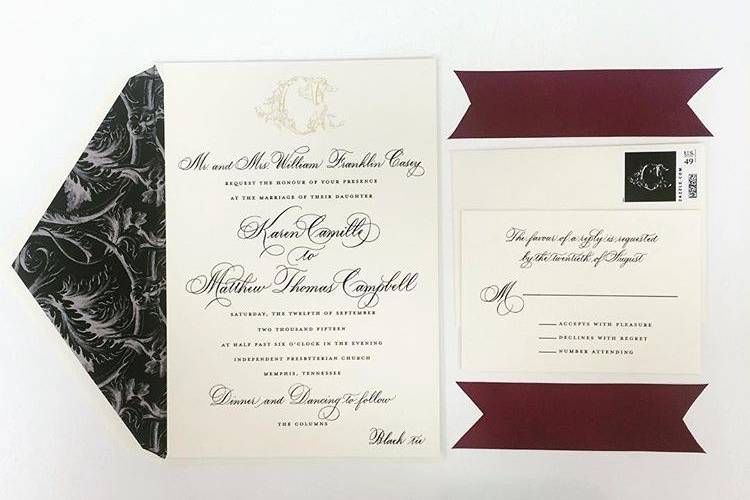 Mr. and Mrs. William Franklin Casey
REQUEST THE HONOUR OF YOUR PRESENCE
AT THE MARRIAGE OF THEIR DAUGHTER
Karen Camille
to
Matthew Thomas Campbell
SATURDAY, THE TWELFTH OF SEPTEMBER
TWO THOUSAND FIFTEEN
AT HALF PAST SIX O'CLOCK IN THE EVENING
INDEPENDENT PRESBYTERIAN CHURCH
MEMPHIS, TENNESSEE
Dinner and Dancing to follow
THE COLUMNS
Black tie
U.S.
49
ZAZZLE.COM
The favour of a reply is requested
by the twentieth of August
M
ACCEPTS WITH PLEASURE
DECLINES WITH REGRET
NUMBER ATTENDING